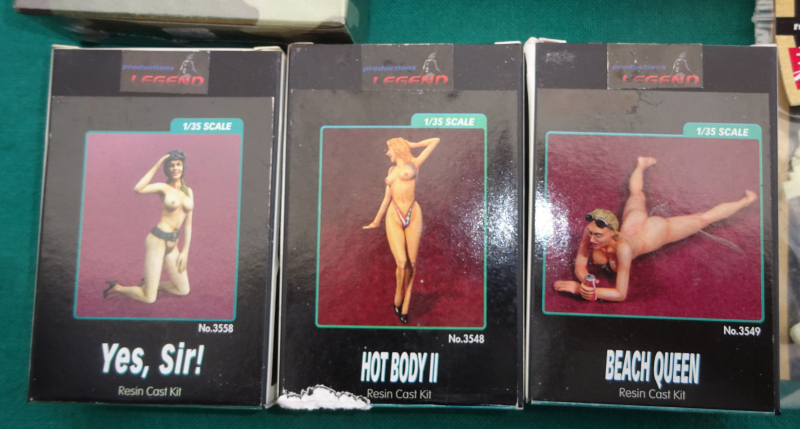 productions
LEGEND
1/35 SCALE
No.3558
Yes, Sir!
Resin Cast Kit
productions
LEGEND
1/35 SCALE
No.3548
HOT BODY II
Resin Cast Kit
productions
LEGEND
1/35 SCALE
No.3549
BEACH QUEEN
Resin Cast Kit